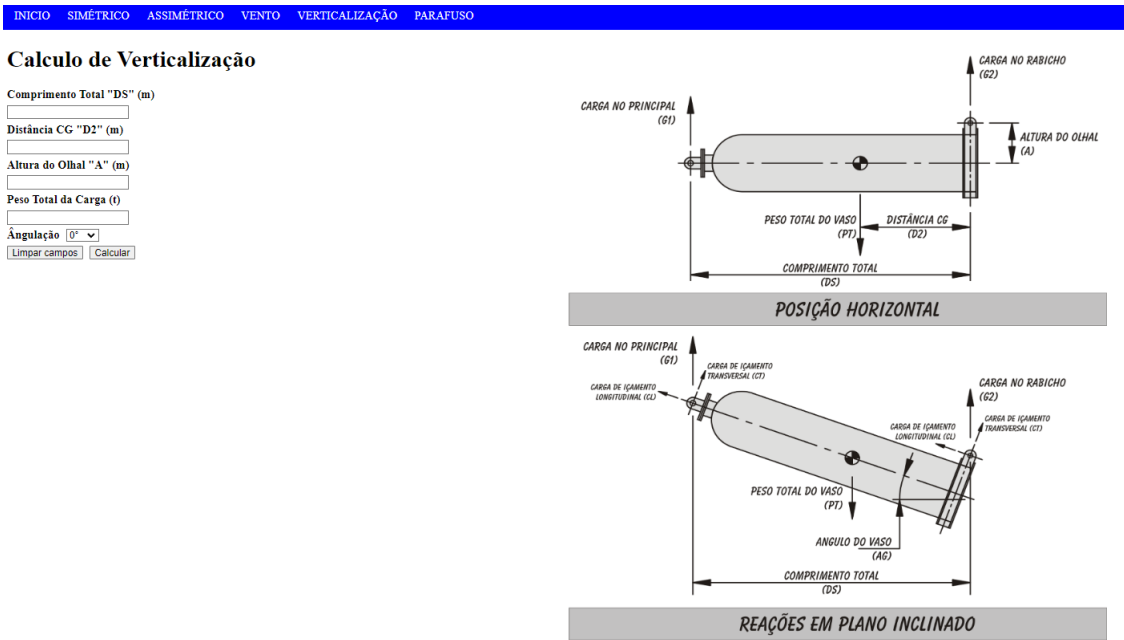 INICIO SIMÉTRICO ASSIMÉTRICO VENTO VERTICALIZAÇÃO PARAFUSO
Calculo de Verticalização
Comprimento Total "DS" (m)
Distância CG "D2" (m)
Altura do Olhal "A" (m)
Peso Total da Carga (t)
Ângulação 0°
Limpar campos Calcular
CARGA NO RABICHO
(G2)
CARGA NO PRINCIPAL
(G1)
ALTURA DO OLHAL
(A)
PESO TOTAL DO VASO
(PT)
DISTÂNCIA CG
(D2)
COMPRIMENTO TOTAL
(DS)
POSIÇÃO HORIZONTAL
CARGA NO PRINCIPAL
(G1)
CARGA DE IÇAMENTO
TRANSVERSAL (CT)
CARGA DE IÇAMENTO
LONGITUDINAL (CL)
CARGA NO RABICHO
(G2)
CARGA DE IÇAMENTO
TRANSVERSAL (CT)
CARGA DE IÇAMENTO
LONGITUDINAL (CL)
PESO TOTAL DO VASO
(PT)
ANGULO DO VASO
(AG)
COMPRIMENTO TOTAL
(DS)
REAÇÕES EM PLANO INCLINADO